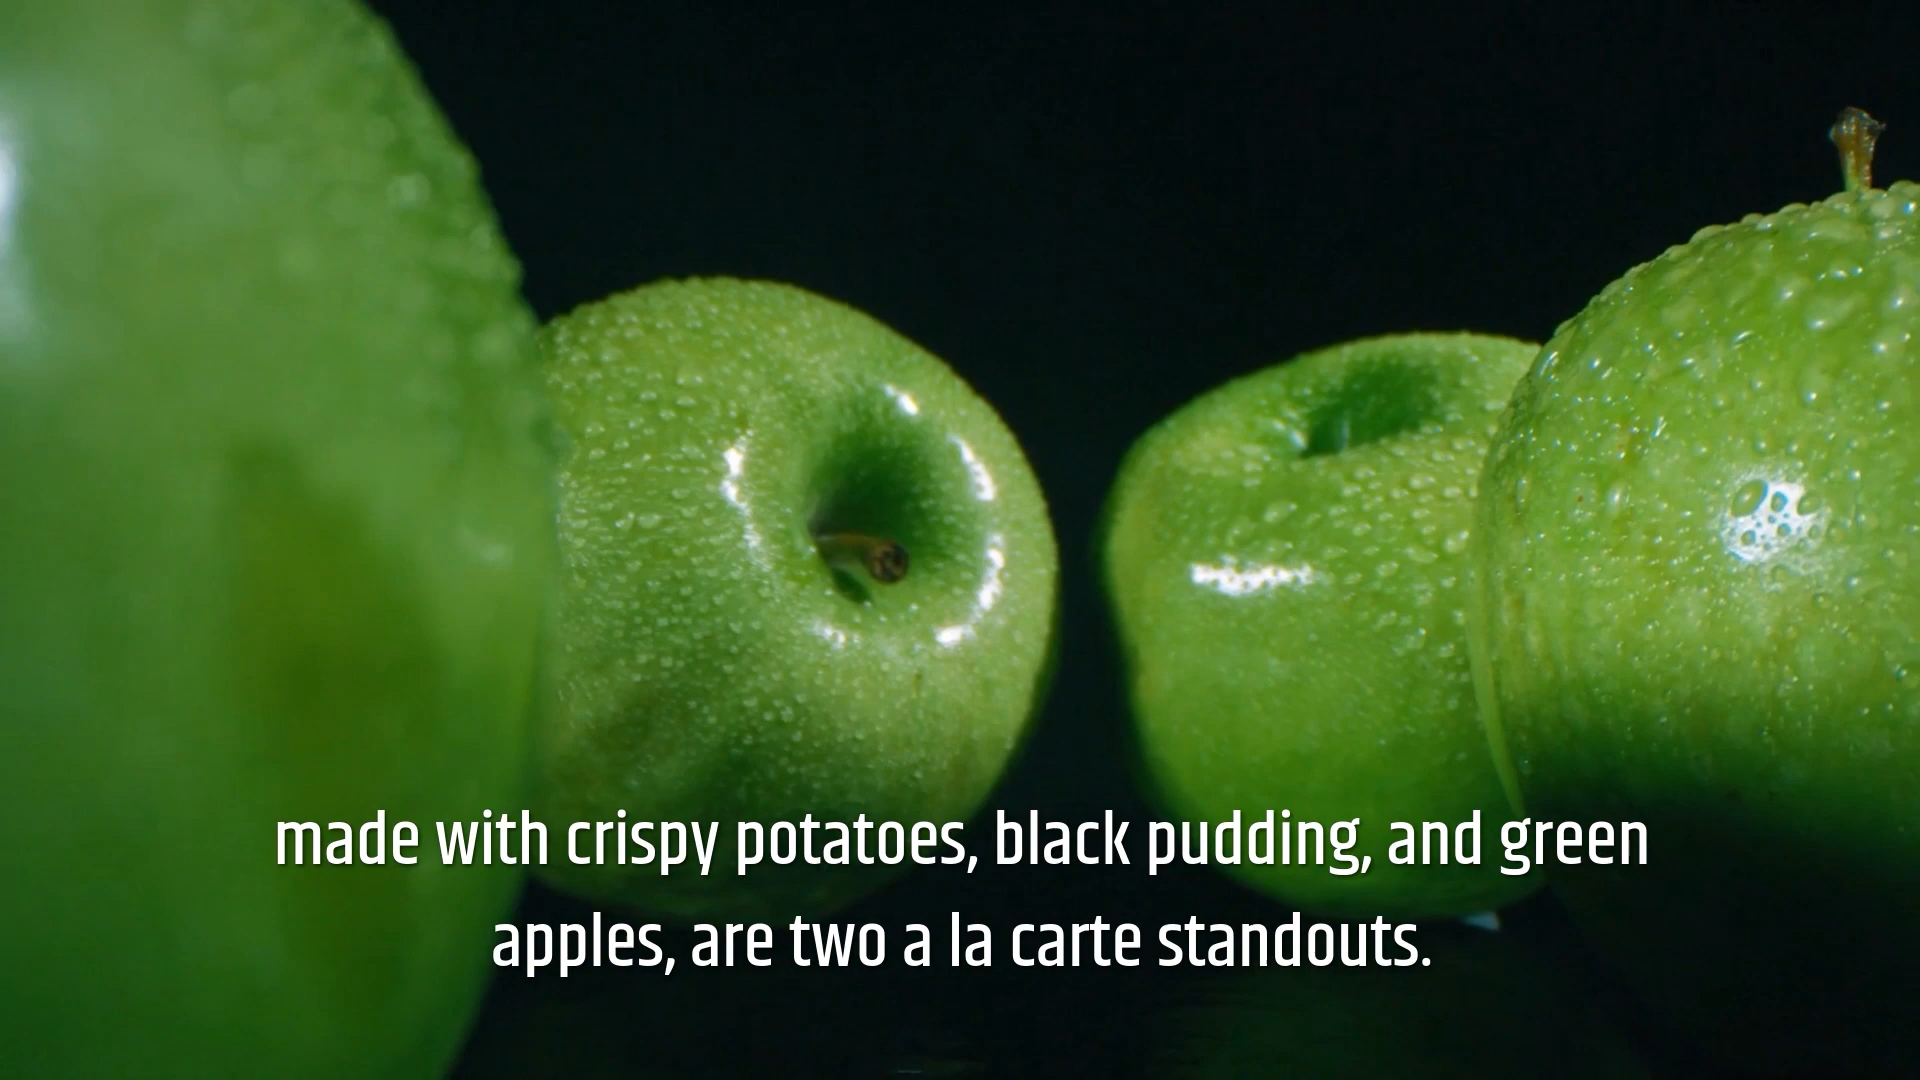 made with crispy potatoes, black pudding, and green
apples, are two a la carte standouts.